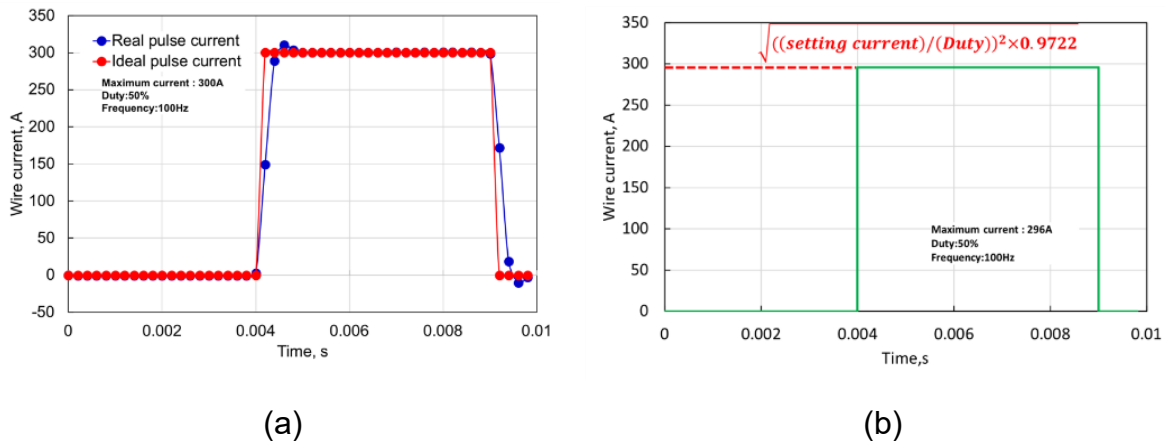 350
300
250
200
150
100
50
0
-50
Wire current, A
Real pulse current
Ideal pulse current
Maximum current : 300A
Duty:50%
Frequency:100Hz
0
0.002
0.004
0.006
0.008
0.01
Time, s
(a)
350
300
250
200
150
100
50
0
Wire current, A
√((setting current)/(Duty))²×0.9722
Maximum current : 296A
Duty:50%
Frequency:100Hz
0
0.002
0.004
0.006
0.008
0.01
Time,s
(b)